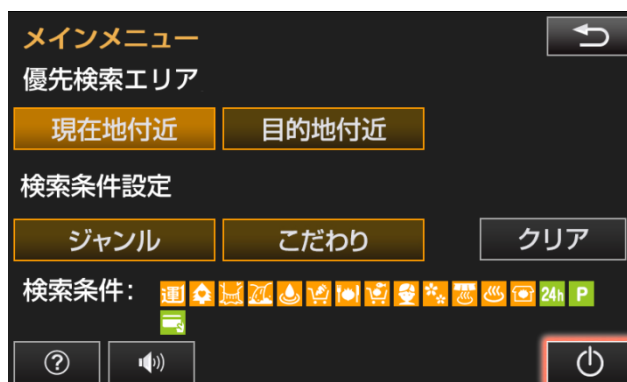 メインメニュー
優先検索エリア
現在地付近 目的地付近
検索条件設定
ジャンル こだわり クリア
検索条件： 運 24h P
?